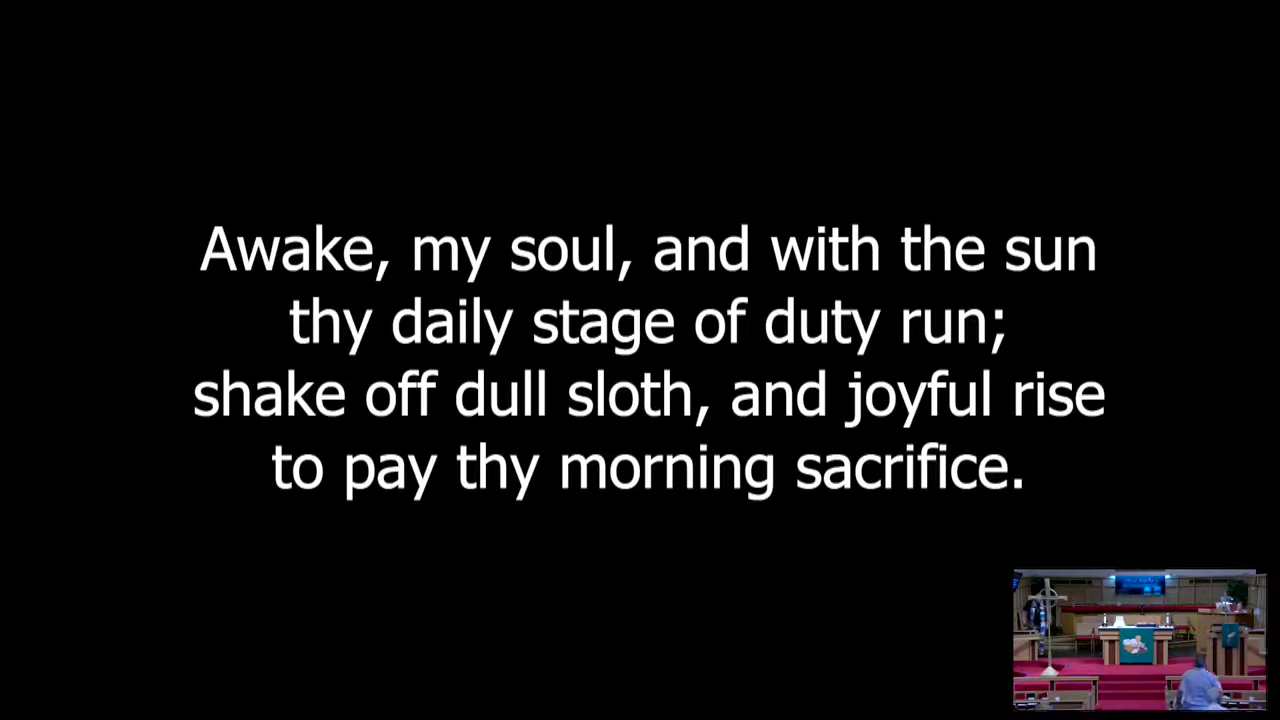 Awake, my soul, and with the sun
thy daily stage of duty run;
shake off dull sloth, and joyful rise
to pay thy morning sacrifice.